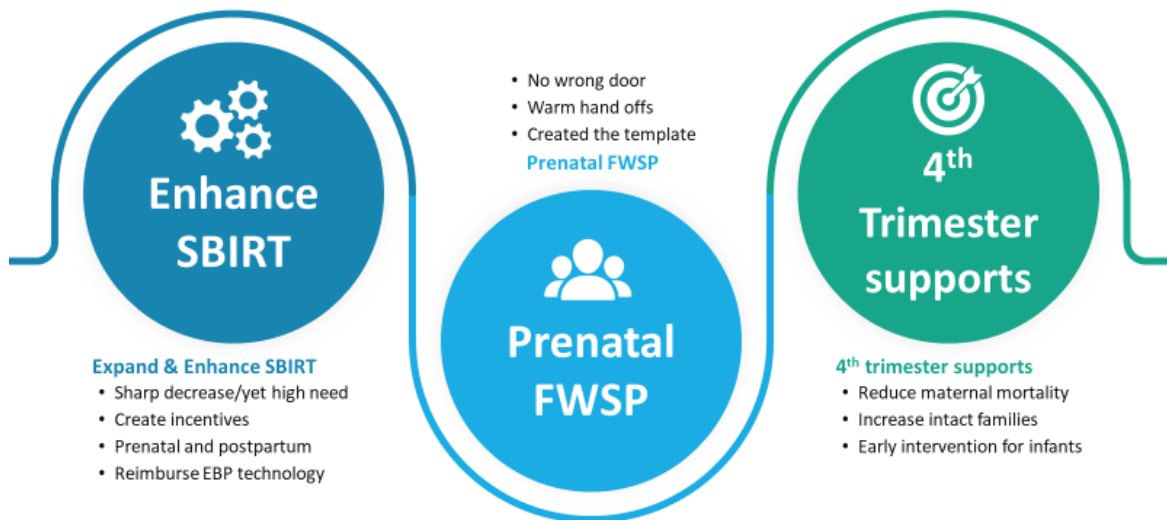 Enhance
SBIRT
Expand & Enhance SBIRT
• Sharp decrease/yet high need
• Create incentives
• Prenatal and postpartum
• Reimburse EBP technology
• No wrong door
• Warm hand offs
• Created the template
Prenatal FWSP
Prenatal
FWSP
4th
Trimester
supports
4th trimester supports
• Reduce maternal mortality
• Increase intact families
• Early intervention for infants